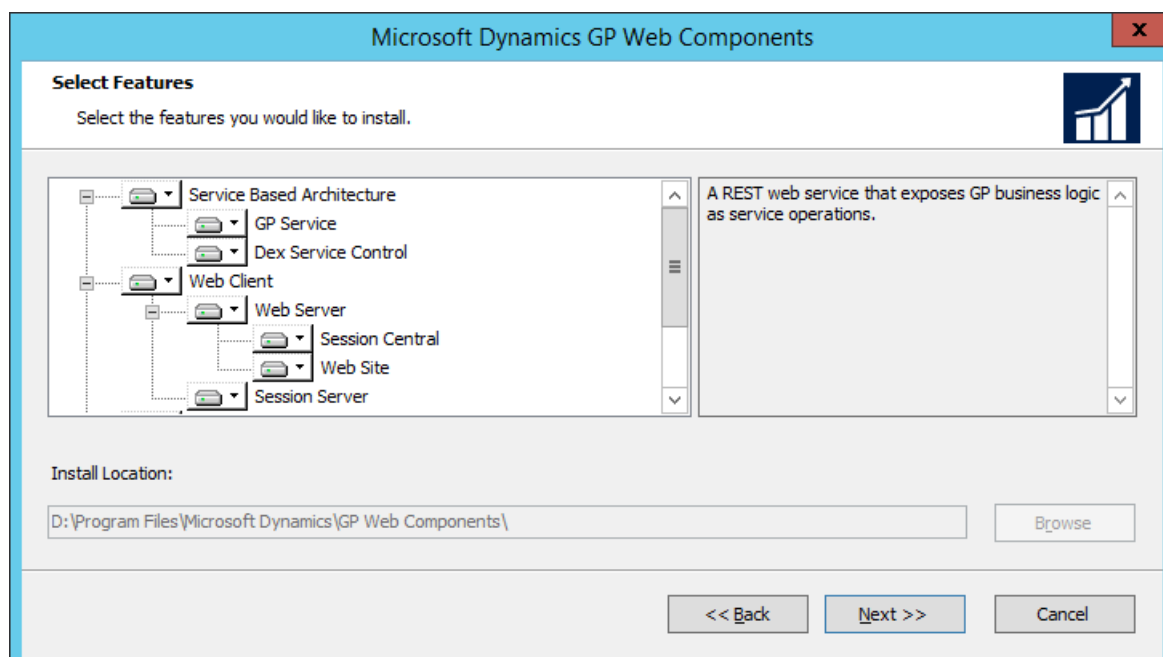 Microsoft Dynamics GP Web Components
x
Select Features
Select the features you would like to install.
Service Based Architecture
GP Service
Dex Service Control
Web Client
Web Server
Session Central
Web Site
Session Server
A REST web service that exposes GP business logic
as service operations.
Install Location:
D:\Program Files\Microsoft Dynamics\GP Web Components\
Browse
<< Back
Next >>
Cancel